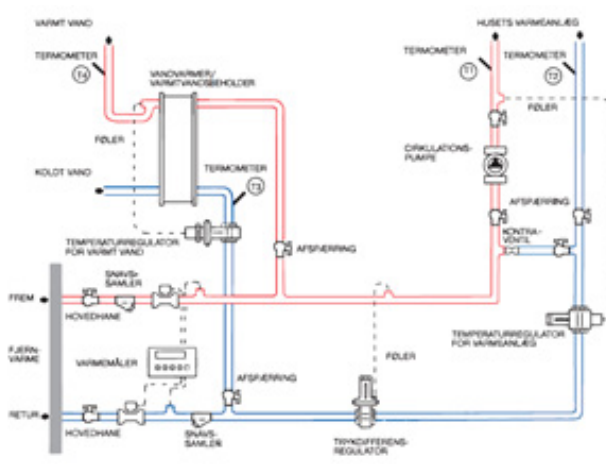 VARMT VAND
HUSETS VARMEANLÆG
TERMOMETER
T4
VANDVARMER/
VARMTVANDSBEHOLDER
TERMOMETER
T1
TERMOMETER
T2
FØLER
FØLER
CIRKULATIONS-
PUMPE
KOLDT VAND
TERMOMETER
T3
AFSPÆRRING
KONTRA-
VENTIL
TEMPERATURREGULATOR
FOR VARMT VAND
AFSPÆRRING
SNAVS-
SAMLER
FREM
HOVEDHANE
TEMPERATURREGULATOR
FOR VARMEANLÆG
FJERN-
VARME
VARMEMÅLER
FØLER
AFSPÆRRING
RETUR
HOVEDHANE
SNAVS-
SAMLER
TRYKDIFFERENS-
REGULATOR